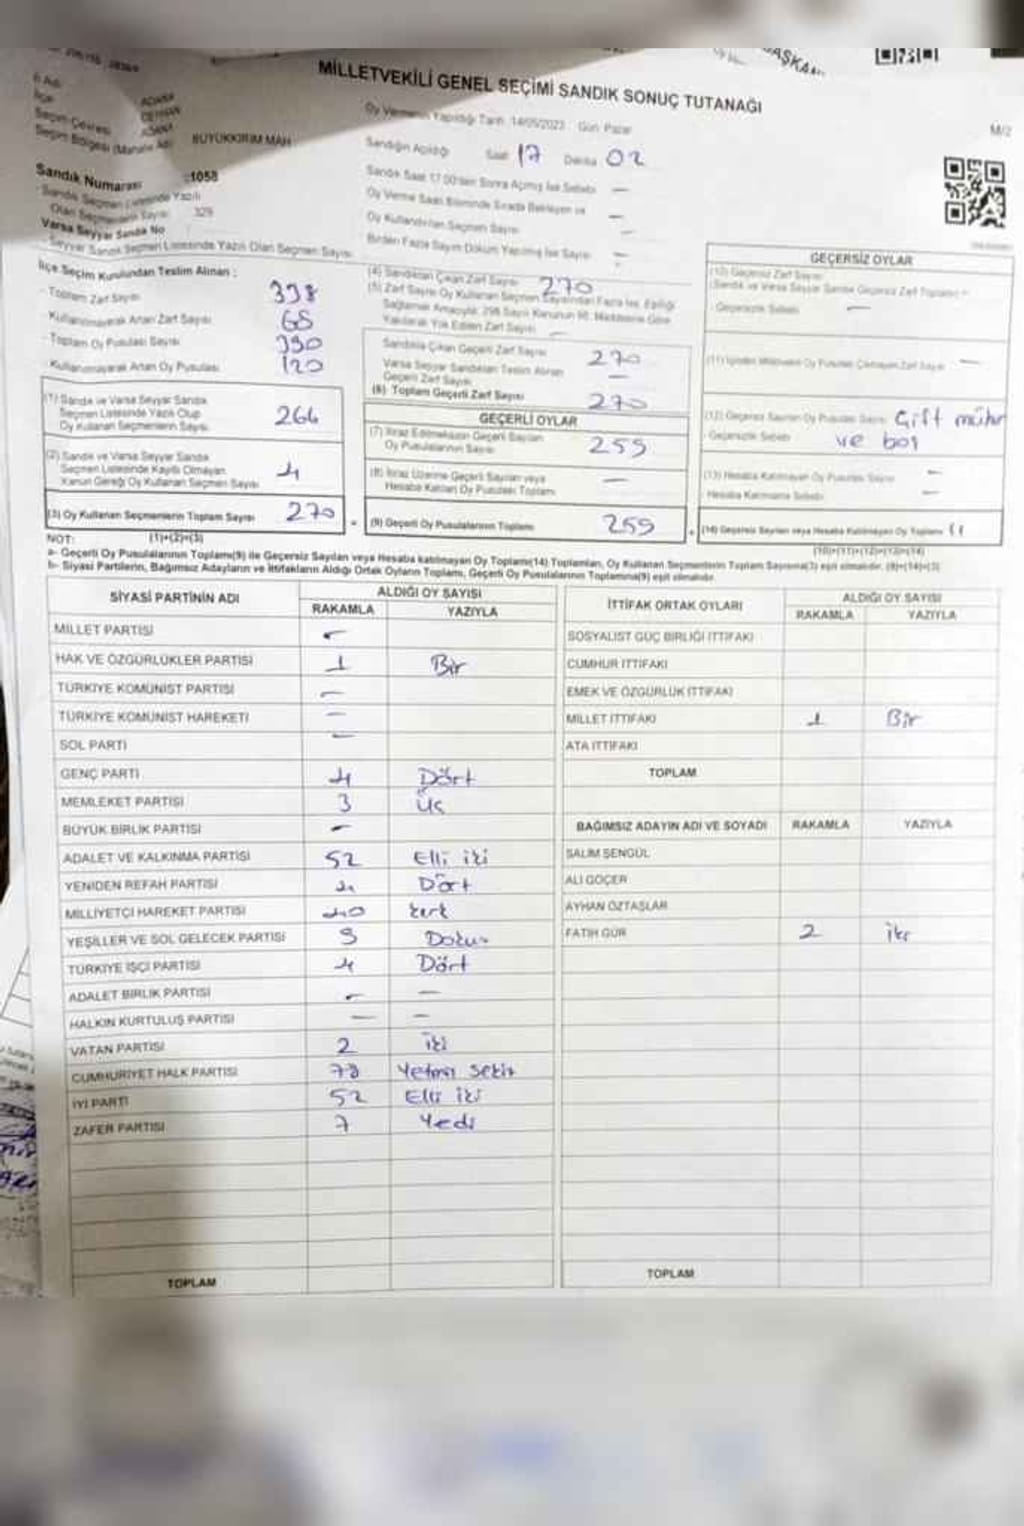 MİLLETVEKİLİ GENEL SEÇİMİ SANDIK SONUÇ TUTANAĞI
M/2
Oy Vermenin Yapıldığı Tarih: 14/05/2023 Gün: Pazar
İl Adı ADANA
İlçe CEYHAN
Seçim Çevresi ADANA
Seçim Bölgesi (Mahalle Adı) BÜYÜKKIRIM MAH.
Sandığın Açıldığı Saat 17 Dakika 02
Sandık Numarası :1058
Sandık Saat 17.00'den Sonra Açılmış İse Sebebi —
Sandık Seçmen Listesinde Yazılı
Olan Seçmenlerin Sayısı 329
Oy Verme Saati Bitiminde Sırada Bekleyen ve
Oy Kullandırılan Seçmen Sayısı —
Varsa Seyyar Sandık No
Birden Fazla Sayım Döküm Yapılmış İse Sayısı —
Seyyar Sandık Seçmen Listesinde Yazılı Olan Seçmen Sayısı
İlçe Seçim Kurulundan Teslim Alınan :
- Toplam Zarf Sayısı 338
- Kullanılmayarak Artan Zarf Sayısı 68
- Toplam Oy Pusulası Sayısı 390
- Kullanılmayarak Artan Oy Pusulası 120
(1) Sandık ve Varsa Seyyar Sandık
Seçmen Listesinde Yazılı Olup
Oy Kullanan Seçmenlerin Sayısı 266
(2) Sandık ve Varsa Seyyar Sandık
Seçmen Listesinde Kayıtlı Olmayan
Kanun Gereği Oy Kullanan Seçmen Sayısı 4
(3) Oy Kullanan Seçmenlerin Toplam Sayısı 270
(1)+(2)=(3)
(4) Sandıktan Çıkan Zarf Sayısı 270
(5) Zarf Sayısı Oy Kullanan Seçmen Sayısından Fazla İse, Eşitliği
Sağlamak Amacıyla, 298 Sayılı Kanunun 98. Maddesine Göre
Yakılarak Yok Edilen Zarf Sayısı —
Sandıkta Çıkan Geçerli Zarf Sayısı 270
Varsa Seyyar Sandıktan Teslim Alınan
Geçerli Zarf Sayısı —
(6) Toplam Geçerli Zarf Sayısı 270
GEÇERLİ OYLAR
(7) İtiraz Edilmeksizin Geçerli Sayılan
Oy Pusulalarının Sayısı 259
(8) İtiraz Üzerine Geçerli Sayılan veya
Hesaba Katılan Oy Pusulası Toplamı —
(9) Geçerli Oy Pusulalarının Toplamı 259
GEÇERSİZ OYLAR
(10) Geçersiz Zarf Sayısı
(Sandık ve Varsa Seyyar Sandık Geçersiz Zarf Toplamı)
- Geçersizlik Sebebi —
(12) Geçersiz Sayılan Oy Pusulası Sayısı Çift mühr
- Geçersizlik Sebebi ve boş
(13) Hesaba Katılmayan Oy Pusulası Sayısı —
Hesaba Katılmama Sebebi —
(14) Geçersiz Sayılan veya Hesaba Katılmayan Oy Toplamı 11
(10)+(11)+(12)+(13)=(14)
NOT:
a- Geçerli Oy Pusulalarının Toplamı(9) ile Geçersiz Sayılan veya Hesaba katılmayan Oy Toplamı(14) Toplamları, Oy Kullanan Seçmenlerin Toplam Sayısına(3) eşit olmalıdır. (9)+(14)=(3)
b- Siyasi Partilerin, Bağımsız Adayların ve İttifakların Aldığı Ortak Oyların Toplamı, Geçerli Oy Pusulalarının Toplamına(9) eşit olmalıdır.
SİYASİ PARTİNİN ADI ALDIĞI OY SAYISI
RAKAMLA YAZIYLA
MİLLET PARTİSİ —
HAK VE ÖZGÜRLÜKLER PARTİSİ 1 Bir
TÜRKİYE KOMÜNİST PARTİSİ —
TÜRKİYE KOMÜNİST HAREKETİ —
SOL PARTİ —
GENÇ PARTİ 4 Dört
MEMLEKET PARTİSİ 3 Üç
BÜYÜK BİRLİK PARTİSİ —
ADALET VE KALKINMA PARTİSİ 52 Elli iki
YENİDEN REFAH PARTİSİ 4 Dört
MİLLİYETÇİ HAREKET PARTİSİ 40 kırk
YEŞİLLER VE SOL GELECEK PARTİSİ 9 Dokuz
TÜRKİYE İŞÇİ PARTİSİ 4 Dört
ADALET BİRLİK PARTİSİ — —
HALKIN KURTULUŞ PARTİSİ — —
VATAN PARTİSİ 2 iki
CUMHURİYET HALK PARTİSİ 78 Yetmiş sekiz
İYİ PARTİ 52 Elli iki
ZAFER PARTİSİ 7 Yedi
TOPLAM
İTTİFAK ORTAK OYLARI ALDIĞI OY SAYISI
RAKAMLA YAZIYLA
SOSYALİST GÜÇ BİRLİĞİ İTTİFAKI
CUMHUR İTTİFAKI
EMEK VE ÖZGÜRLÜK İTTİFAKI
MİLLET İTTİFAKI 1 Bir
ATA İTTİFAKI
TOPLAM
BAĞIMSIZ ADAYIN ADI VE SOYADI RAKAMLA YAZIYLA
SALİM ŞENGÜL
ALİ GÖÇER
AYHAN ÖZTAŞLAR
FATİH GÜR 2 iki
TOPLAM